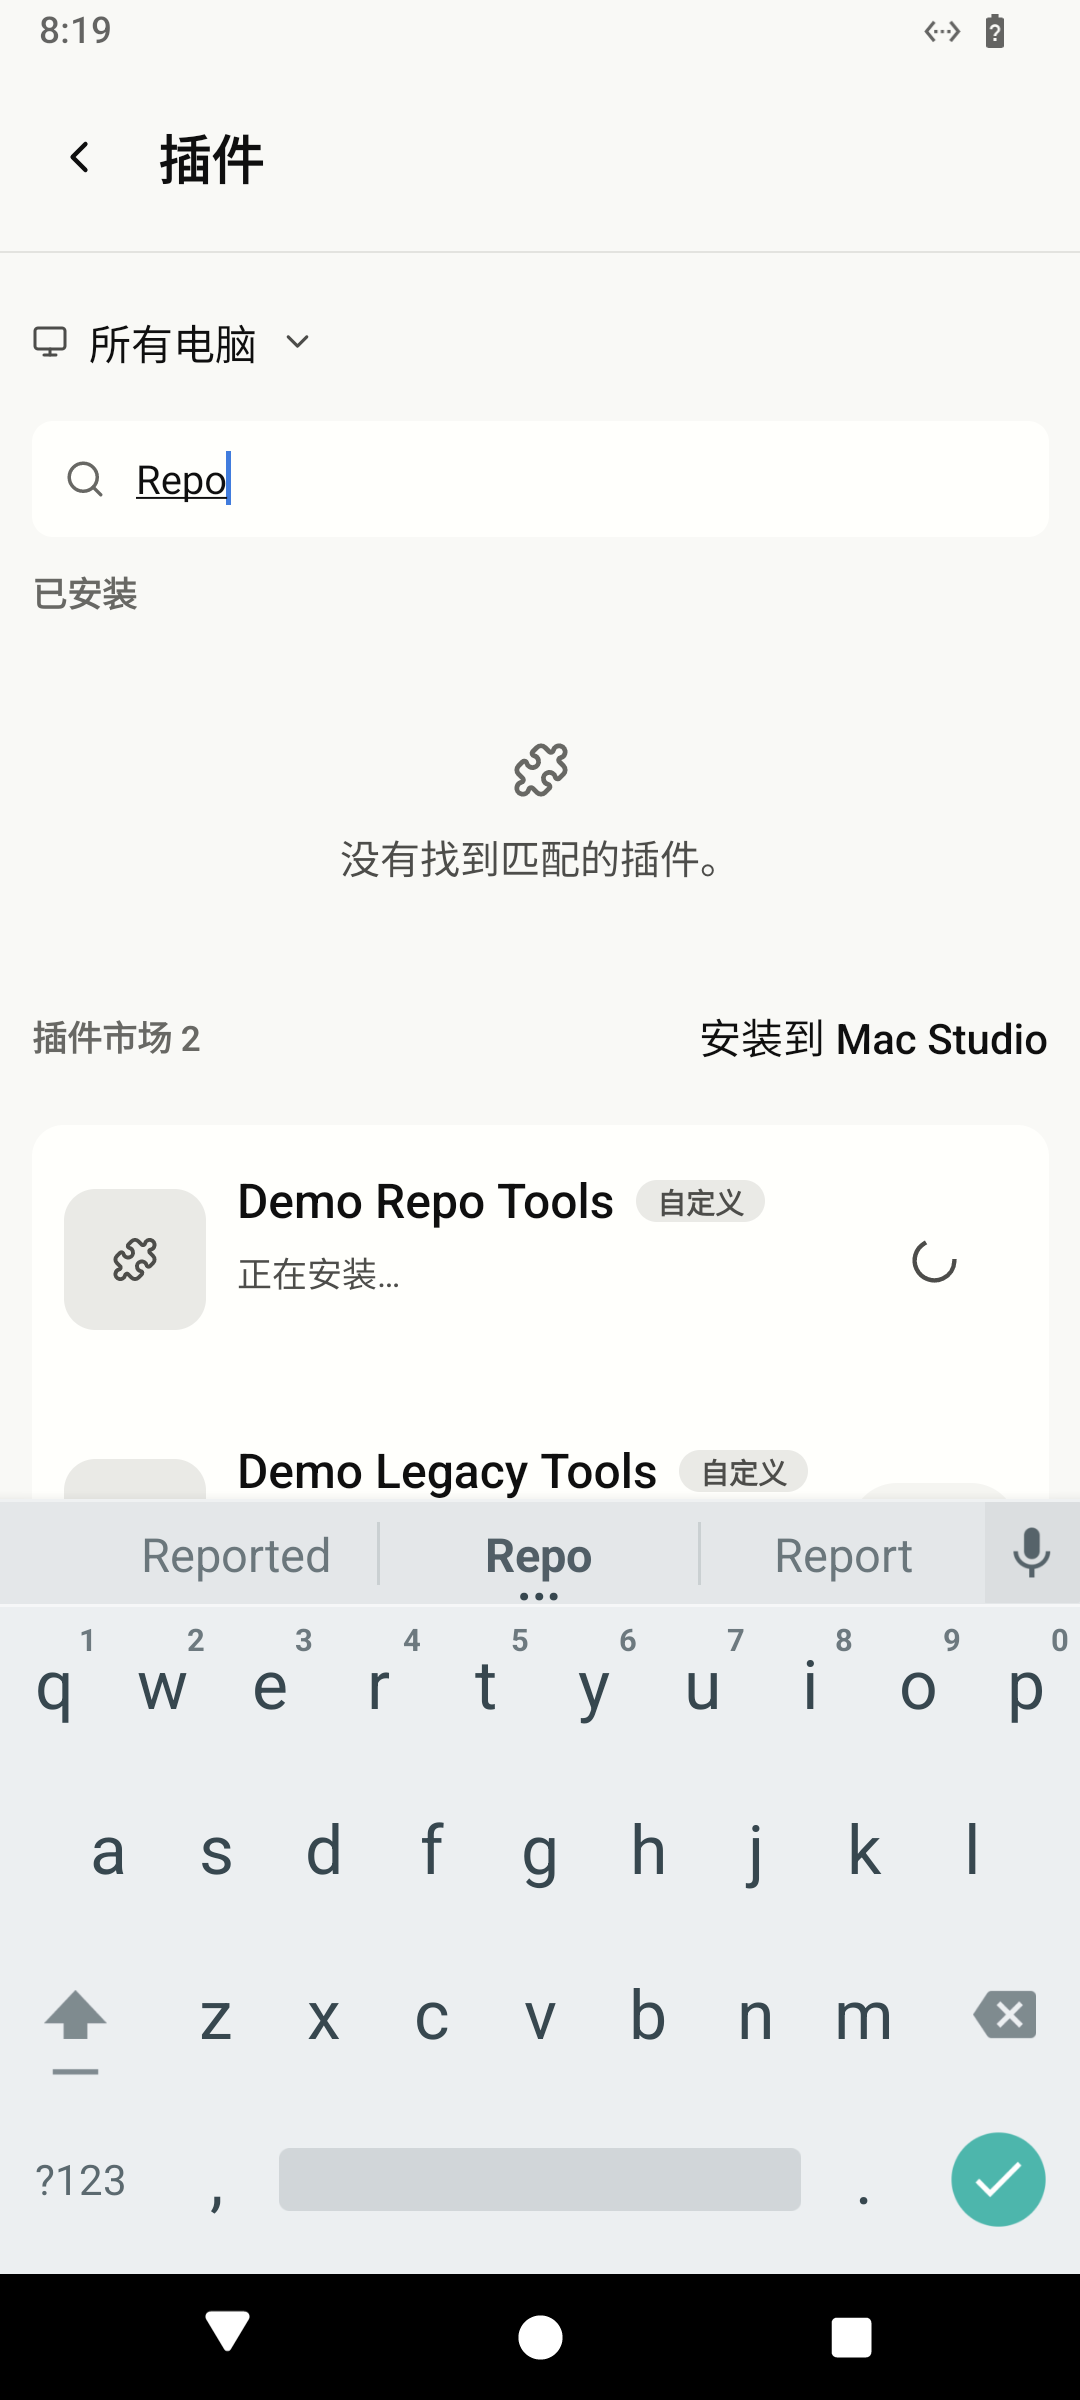 8:19
插件
所有电脑
Repo
已安装
没有找到匹配的插件。
插件市场 2
安装到 Mac Studio
Demo Repo Tools 自定义
正在安装...
Demo Legacy Tools 自定义
Reported Repo Report
1 2 3 4 5 6 7 8 9 0
q w e r t y u i o p
a s d f g h j k l
z x c v b n m
?123 , .